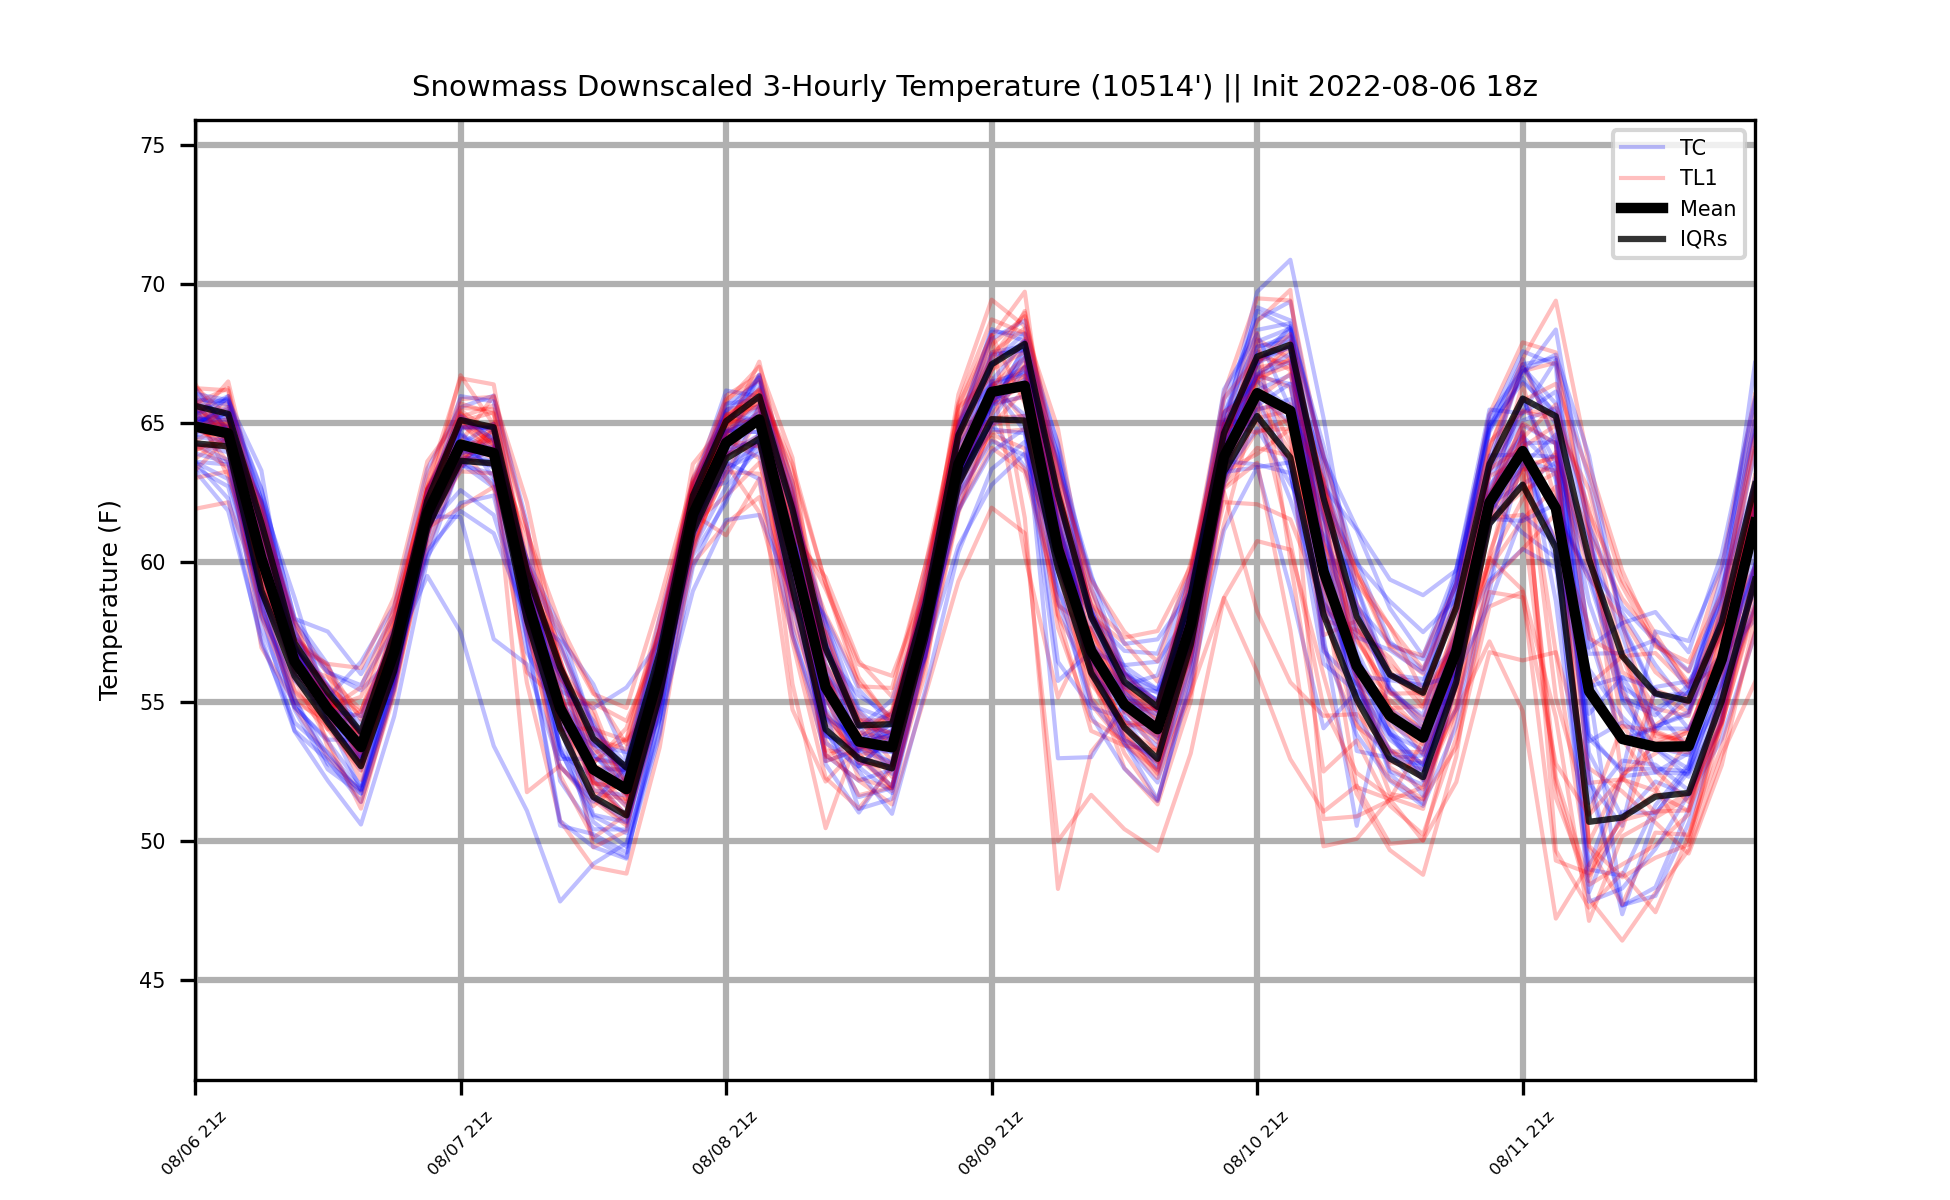 Snowmass Downscaled 3-Hourly Temperature (10514') || Init 2022-08-06 18z
TC
TL1
Mean
IQRs
Temperature (F)
75
70
65
60
55
50
45
08/06 21z
08/07 21z
08/08 21z
08/09 21z
08/10 21z
08/11 21z